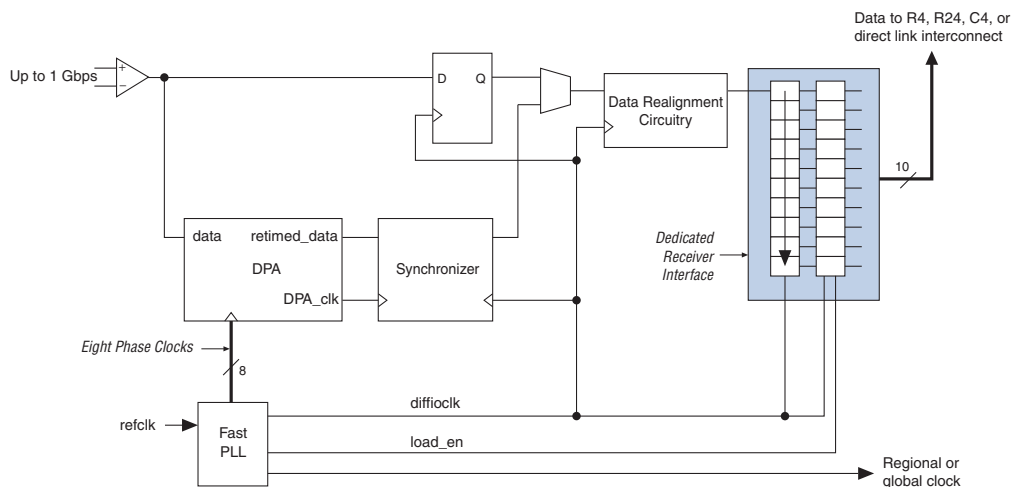 Data to R4, R24, C4, or
direct link interconnect
Up to 1 Gbps
+
–
D Q
Data Realignment
Circuitry
10
data retimed_data
DPA
DPA_clk
Synchronizer
Dedicated
Receiver
Interface
Eight Phase Clocks
8
diffioclk
refclk
Fast
PLL
load_en
Regional or
global clock